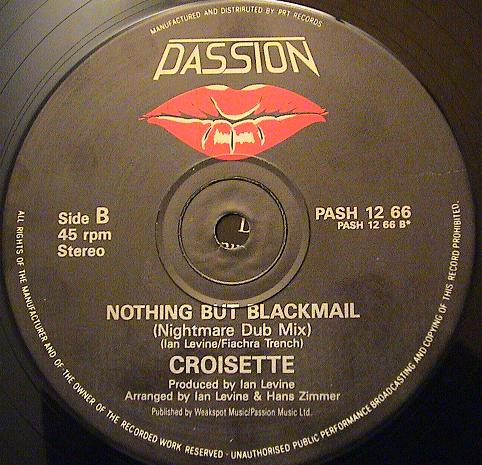 MANUFACTURED AND DISTRIBUTED BY PRT RECORDS
PASSION
Side B
45 rpm
Stereo
PASH 12 66
PASH 12 66 B*
NOTHING BUT BLACKMAIL
(Nightmare Dub Mix)
(Ian Levine/Fiachra Trench)
CROISETTE
Produced by Ian Levine
Arranged by Ian Levine & Hans Zimmer
Published by Weakspot Music/Passion Music Ltd.
ALL RIGHTS OF THE MANUFACTURER AND OF THE OWNER OF THE RECORDED WORK RESERVED - UNAUTHORISED PUBLIC PERFORMANCE BROADCASTING AND COPYING OF THIS RECORD PROHIBITED.